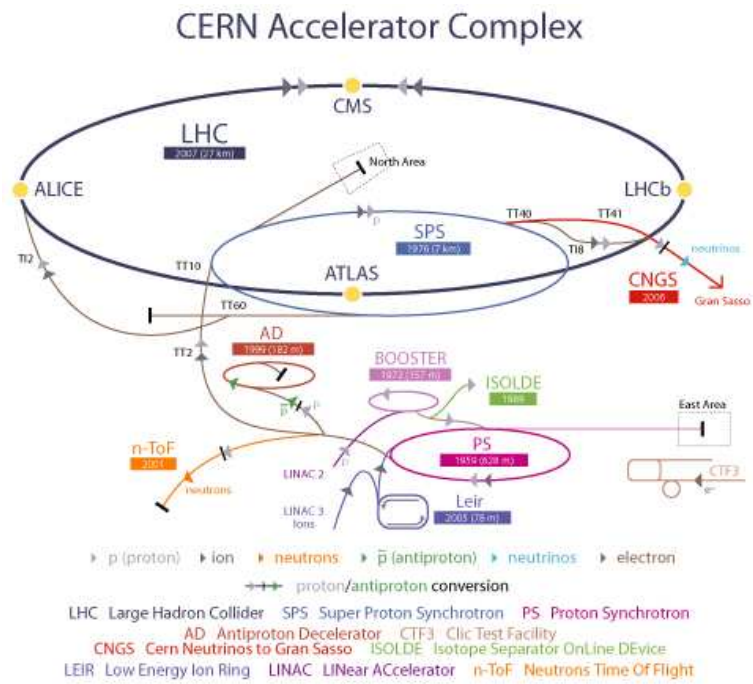 CERN Accelerator Complex
CMS
LHC
2007 (27 km)
North Area
ALICE
LHCb
TT40
TT41
SPS
1976 (7 km)
TI8
neutrinos
TI2
TT10
ATLAS
CNGS
2006
Gran Sasso
p
TT60
AD
1999 (182 m)
TT2
BOOSTER
1972 (157 m)
ISOLDE
1989
p̅
p
East Area
n-ToF
2001
PS
1959 (628 m)
LINAC 2
p
neutrons
CTF3
e⁻
LINAC 3
Ions
Leir
2005 (78 m)
p (proton) ion neutrons p̅ (antiproton) neutrinos electron
proton/antiproton conversion
LHC Large Hadron Collider SPS Super Proton Synchrotron PS Proton Synchrotron
AD Antiproton Decelerator CTF3 Clic Test Facility
CNGS Cern Neutrinos to Gran Sasso ISOLDE Isotope Separator OnLine DEvice
LEIR Low Energy Ion Ring LINAC LINear ACcelerator n-ToF Neutrons Time Of Flight